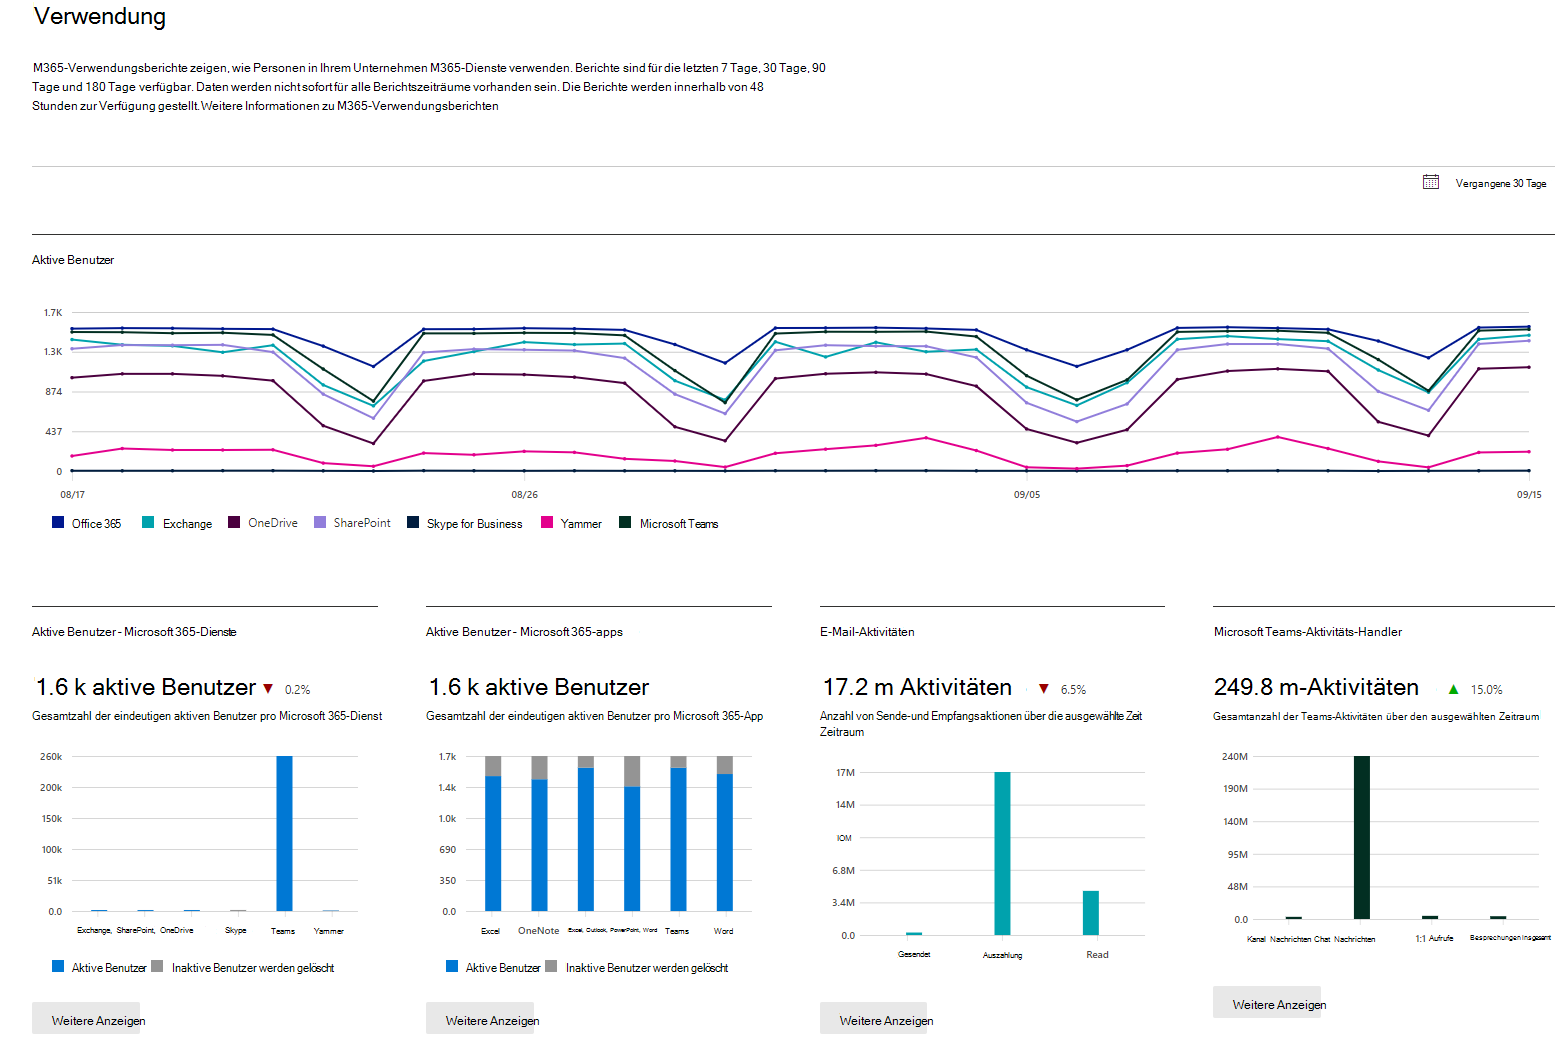 Verwendung
M365-Verwendungsberichte zeigen, wie Personen in Ihrem Unternehmen M365-Dienste verwenden. Berichte sind für die letzten 7 Tage, 30 Tage, 90
Tage und 180 Tage verfügbar. Daten werden nicht sofort für alle Berichtszeiträume vorhanden sein. Die Berichte werden innerhalb von 48
Stunden zur Verfügung gestellt. Weitere Informationen zu M365-Verwendungsberichten
Vergangene 30 Tage
Aktive Benutzer
1.7K
1.3K
874
437
0
08/17 08/26 09/05 09/15
Office 365 Exchange OneDrive SharePoint Skype for Business Yammer Microsoft Teams
Aktive Benutzer - Microsoft 365-Dienste
1.6 k aktive Benutzer ▼ 0.2%
Gesamtzahl der eindeutigen aktiven Benutzer pro Microsoft 365-Dienst
260k
200k
150k
100k
51k
0.0
Exchange, SharePoint, OneDrive Skype Teams Yammer
Aktive Benutzer Inaktive Benutzer werden gelöscht
Weitere Anzeigen
Aktive Benutzer - Microsoft 365-apps
1.6 k aktive Benutzer
Gesamtzahl der eindeutigen aktiven Benutzer pro Microsoft 365-App
1.7k
1.4k
1.0k
690
350
0.0
Excel OneNote Excel, Outlook, PowerPoint, Word Teams Word
Aktive Benutzer Inaktive Benutzer werden gelöscht
Weitere Anzeigen
E-Mail-Aktivitäten
17.2 m Aktivitäten ▼ 6.5%
Anzahl von Sende-und Empfangsaktionen über die ausgewählte Zeit
Zeitraum
17M
14M
IOM
6.8M
3.4M
0.0
Gesendet Auszahlung Read
Weitere Anzeigen
Microsoft Teams-Aktivitäts-Handler
249.8 m-Aktivitäten ▲ 15.0%
Gesamtanzahl der Teams-Aktivitäten über den ausgewählten Zeitraum
240M
190M
140M
95M
48M
0.0
Kanal Nachrichten Chat Nachrichten 1:1 Aufrufe Besprechungen insgesamt
Weitere Anzeigen